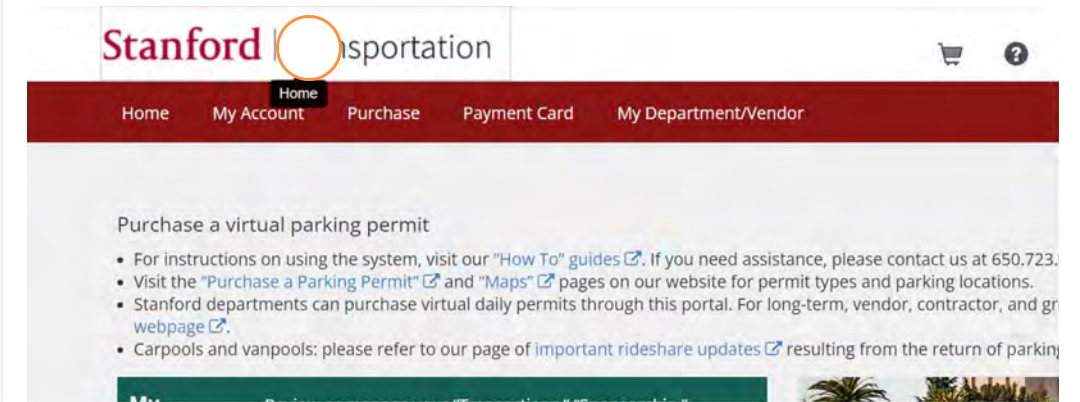 Stanford | nsportation
Home
Home My Account Purchase Payment Card My Department/Vendor
Purchase a virtual parking permit
• For instructions on using the system, visit our "How To" guides. If you need assistance, please contact us at 650.723.
• Visit the "Purchase a Parking Permit" and "Maps" pages on our website for permit types and parking locations.
• Stanford departments can purchase virtual daily permits through this portal. For long-term, vendor, contractor, and gr
webpage.
• Carpools and vanpools: please refer to our page of important rideshare updates resulting from the return of parking